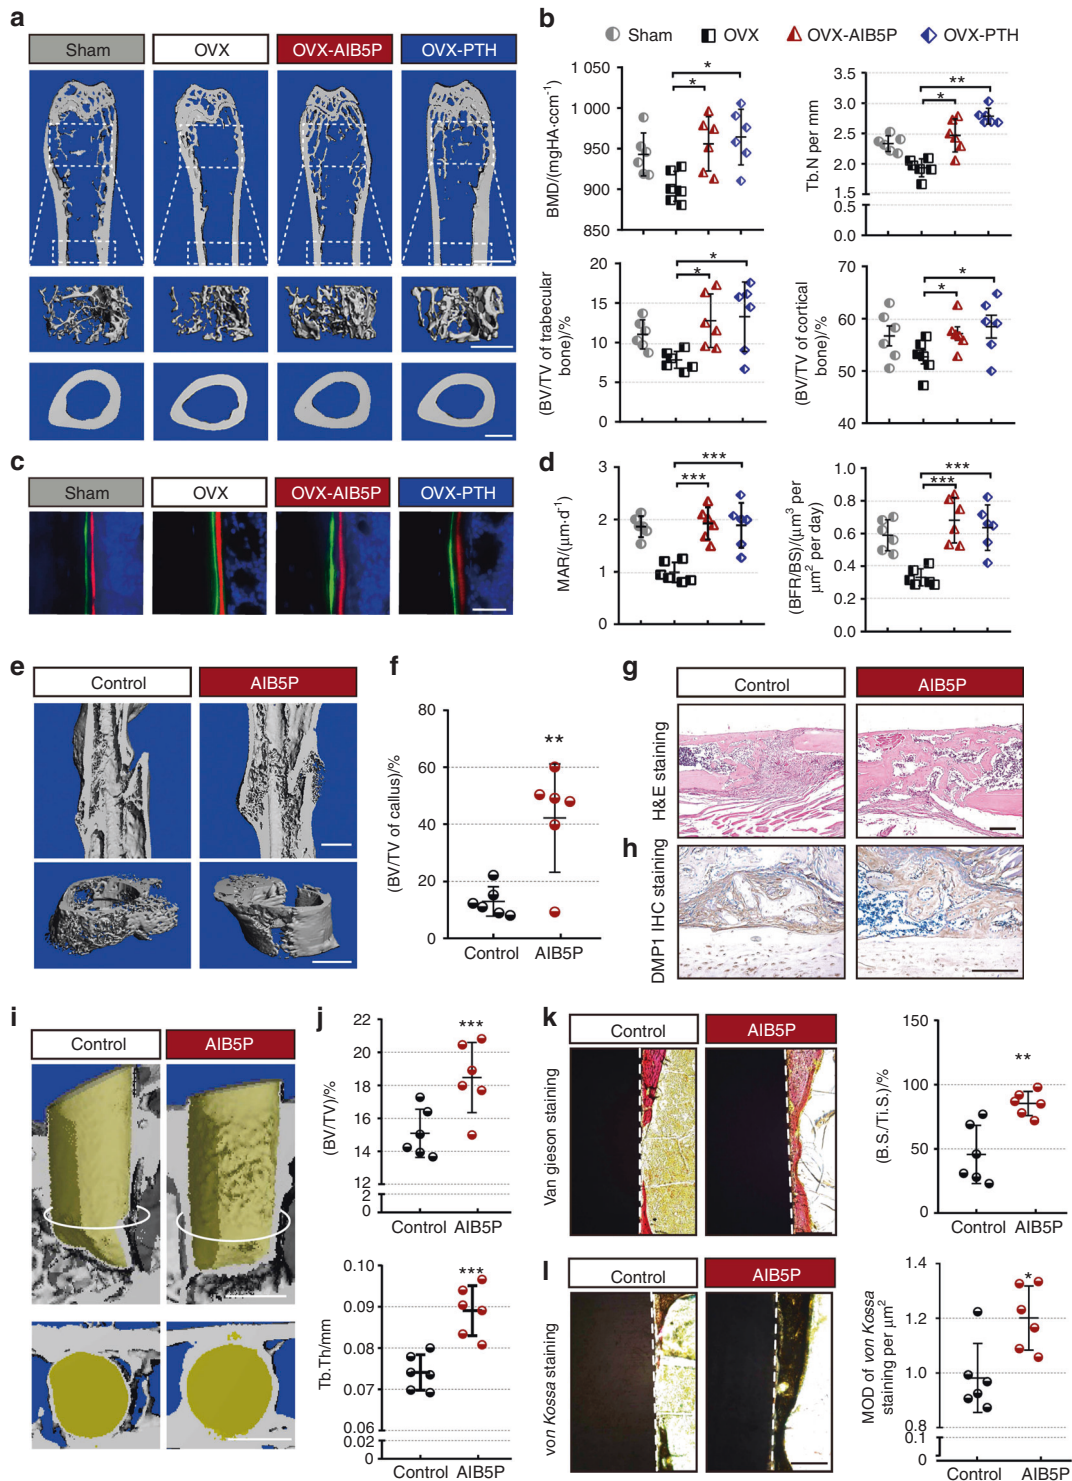 a
Sham
OVX
OVX-AIB5P
OVX-PTH
b
Sham
OVX
OVX-AIB5P
OVX-PTH
BMD/(mgHA·ccm⁻¹)
1 050
1 000
950
900
850
*
*
Tb.N per mm
3.5
3.0
2.5
2.0
1.5
0.5
0.0
*
**
(BV/TV of trabecular
bone)/%
20
15
10
5
0
*
*
(BV/TV of cortical
bone)/%
70
60
50
40
*
*
c
Sham
OVX
OVX-AIB5P
OVX-PTH
d
MAR/(μm·d⁻¹)
3
2
1
0
***
***
(BFR/BS)/(μm³ per
μm² per day)
1.0
0.8
0.6
0.4
0.2
0.0
***
***
e
Control
AIB5P
f
(BV/TV of callus)/%
80
60
40
20
0
**
Control
AIB5P
g
Control
AIB5P
H&E staining
h
DMP1 IHC staining
i
Control
AIB5P
j
(BV/TV)/%
22
20
18
16
14
12
2
0
***
Control
AIB5P
Tb.Th/mm
0.10
0.09
0.08
0.07
0.06
0.02
0
***
Control
AIB5P
k
Control
AIB5P
Van gieson staining
(B.S./Ti.S.)/%
150
100
50
0
**
Control
AIB5P
l
Control
AIB5P
von Kossa staining
MOD of von Kossa
staining per μm²
1.4
1.2
1.0
0.8
0.1
0
*
Control
AIB5P